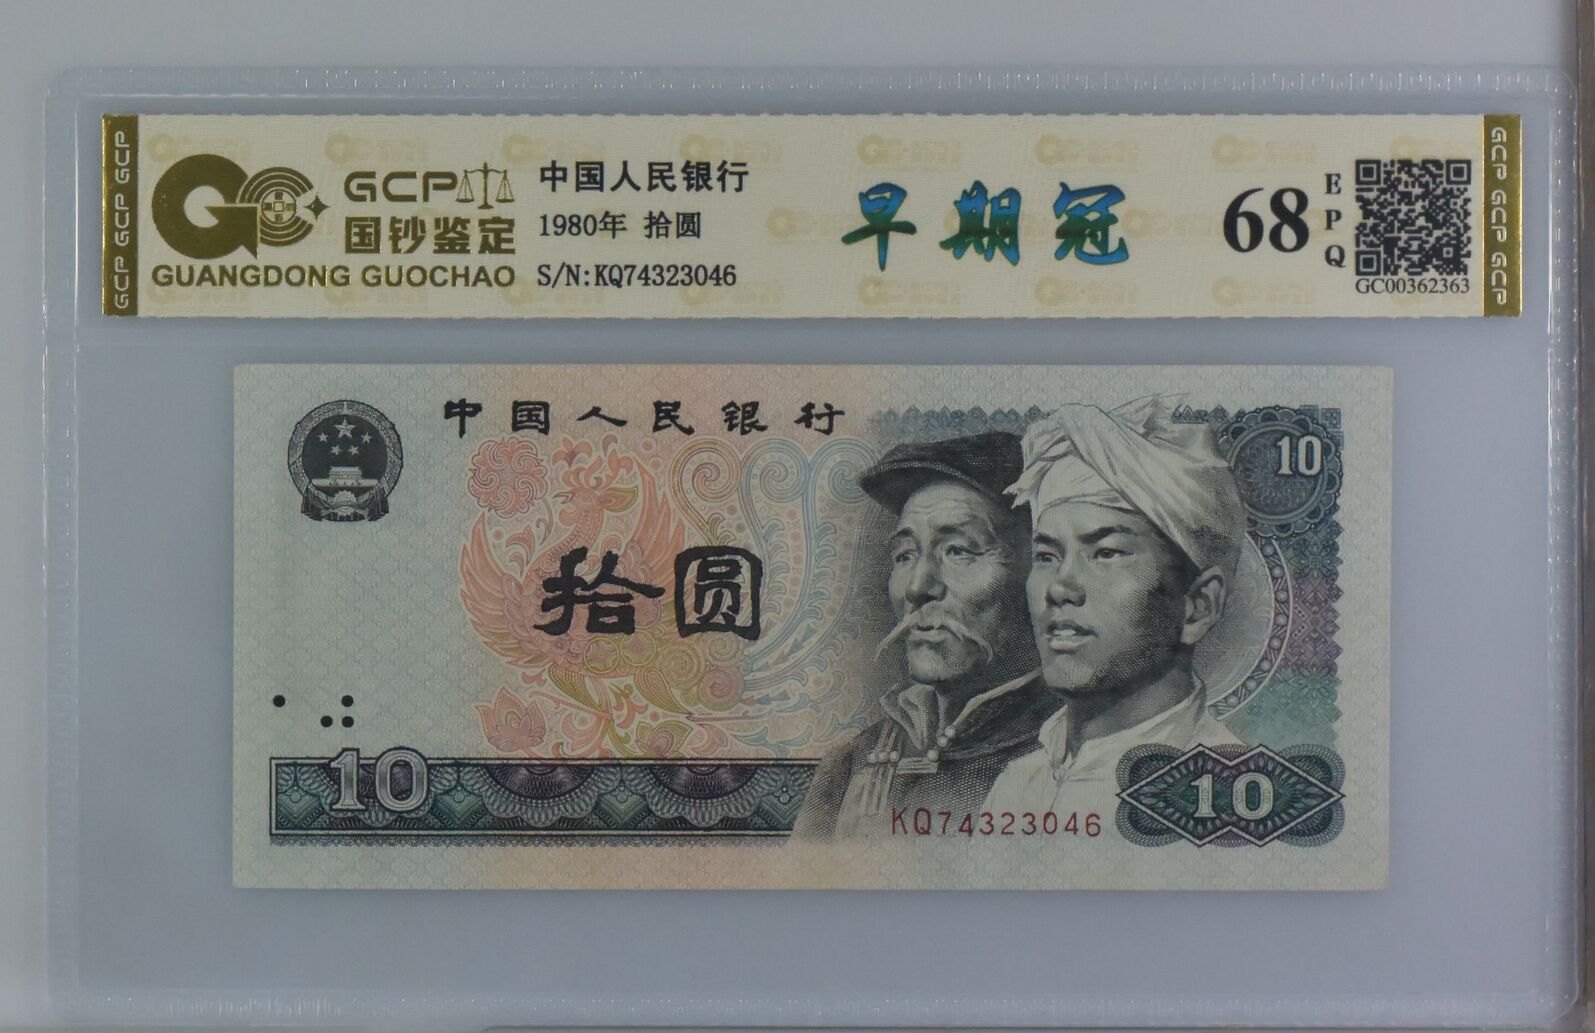 GCP GCP GCP
GCP
国钞鉴定
GUANGDONG GUOCHAO
中国人民银行
1980年 拾圆
S/N:KQ74323046
早期冠
68
EPQ
GC00362363
GCP GCP GCP
中国人民银行
10
拾圆
10
KQ74323046
10